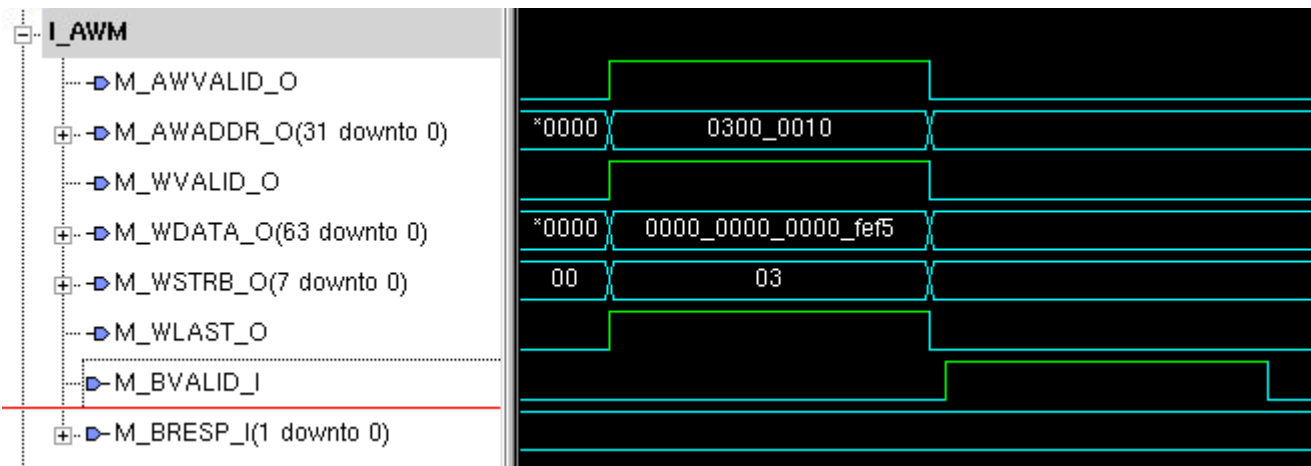 I_AWM
M_AWVALID_O
M_AWADDR_O(31 downto 0) *0000 0300_0010
M_WVALID_O
M_WDATA_O(63 downto 0) *0000 0000_0000_0000_fef5
M_WSTRB_O(7 downto 0) 00 03
M_WLAST_O
M_BVALID_I
M_BRESP_I(1 downto 0)